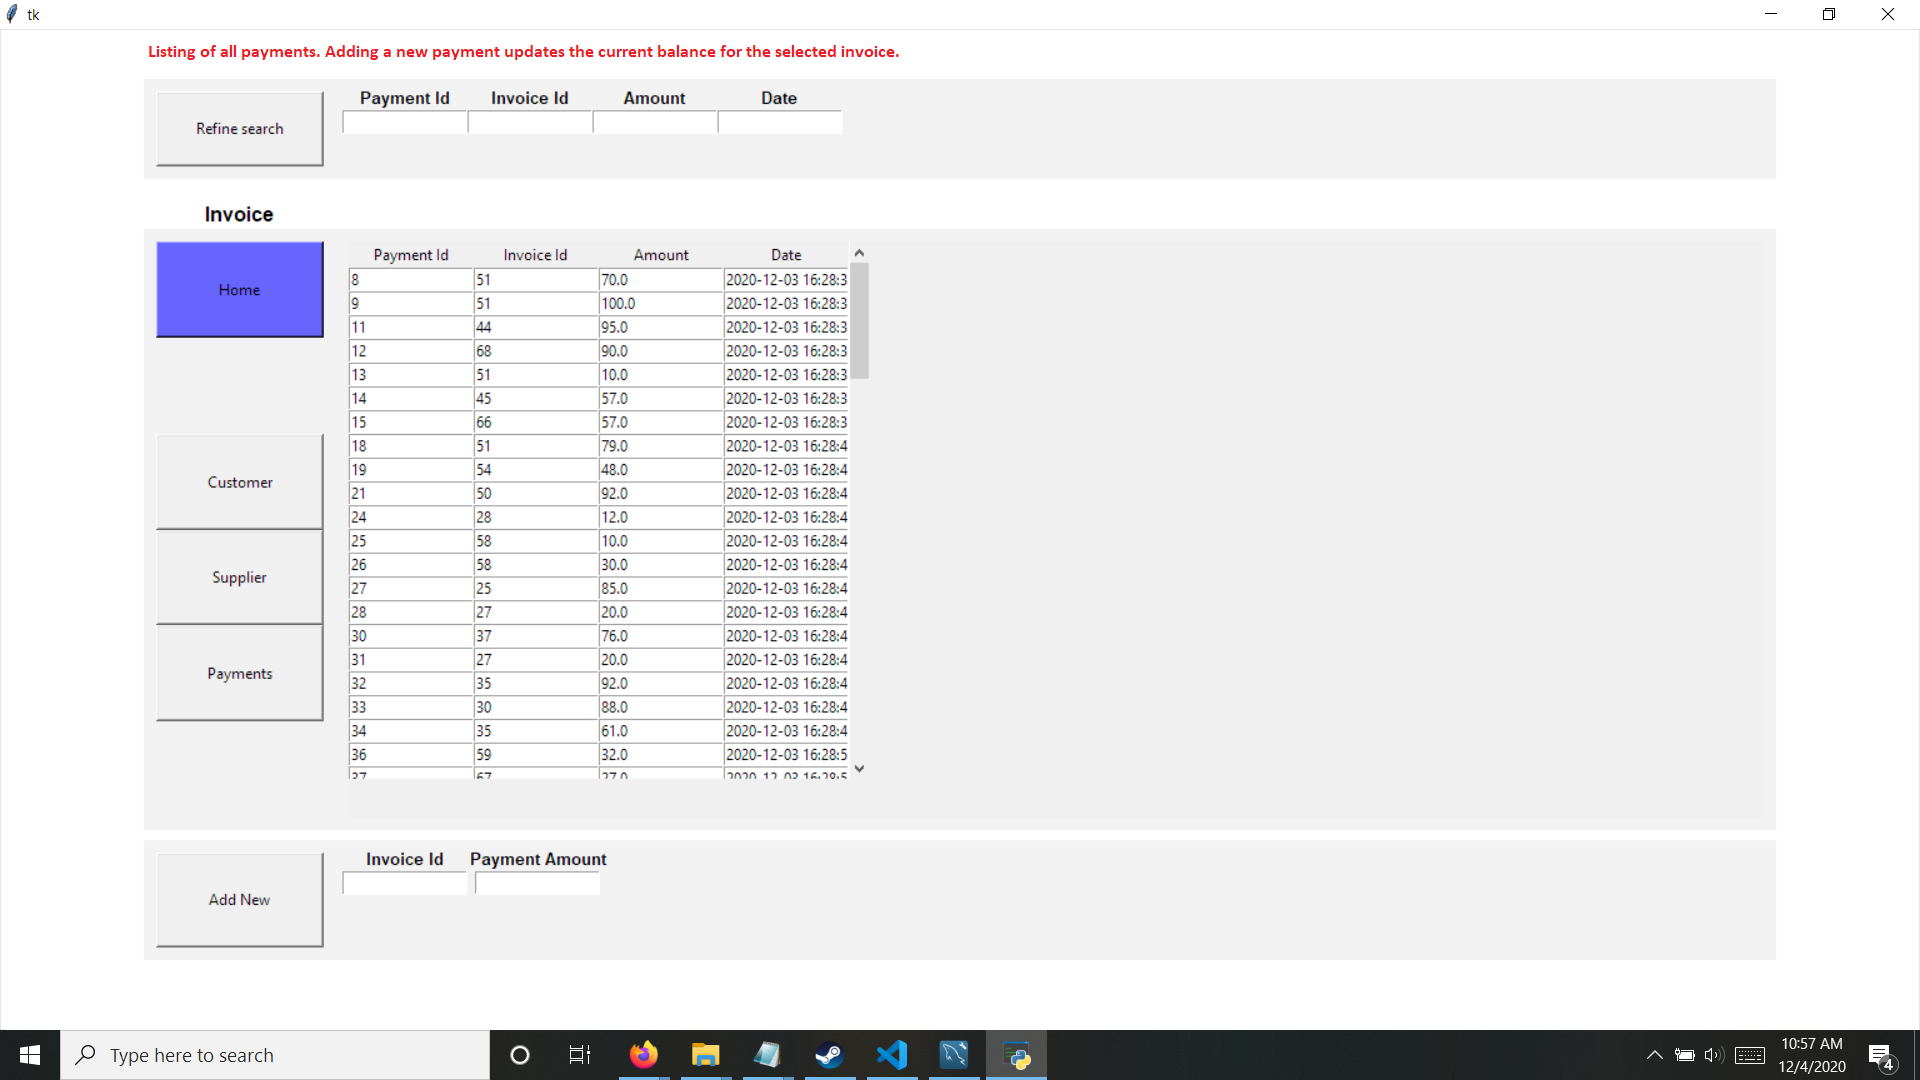 tk
Listing of all payments. Adding a new payment updates the current balance for the selected invoice.
Payment Id Invoice Id Amount Date
Refine search
Invoice
Home
Payment Id Invoice Id Amount Date
8 51 70.0 2020-12-03 16:28:3
9 51 100.0 2020-12-03 16:28:3
11 44 95.0 2020-12-03 16:28:3
12 68 90.0 2020-12-03 16:28:3
13 51 10.0 2020-12-03 16:28:3
14 45 57.0 2020-12-03 16:28:3
15 66 57.0 2020-12-03 16:28:3
18 51 79.0 2020-12-03 16:28:4
19 54 48.0 2020-12-03 16:28:4
21 50 92.0 2020-12-03 16:28:4
24 28 12.0 2020-12-03 16:28:4
25 58 10.0 2020-12-03 16:28:4
26 58 30.0 2020-12-03 16:28:4
27 25 85.0 2020-12-03 16:28:4
28 27 20.0 2020-12-03 16:28:4
30 37 76.0 2020-12-03 16:28:4
31 27 20.0 2020-12-03 16:28:4
32 35 92.0 2020-12-03 16:28:4
33 30 88.0 2020-12-03 16:28:4
34 35 61.0 2020-12-03 16:28:4
36 59 32.0 2020-12-03 16:28:5
37 67 27.0 2020-12-03 16:28:5
Customer
Supplier
Payments
Invoice Id Payment Amount
Add New
Type here to search
10:57 AM
12/4/2020
4